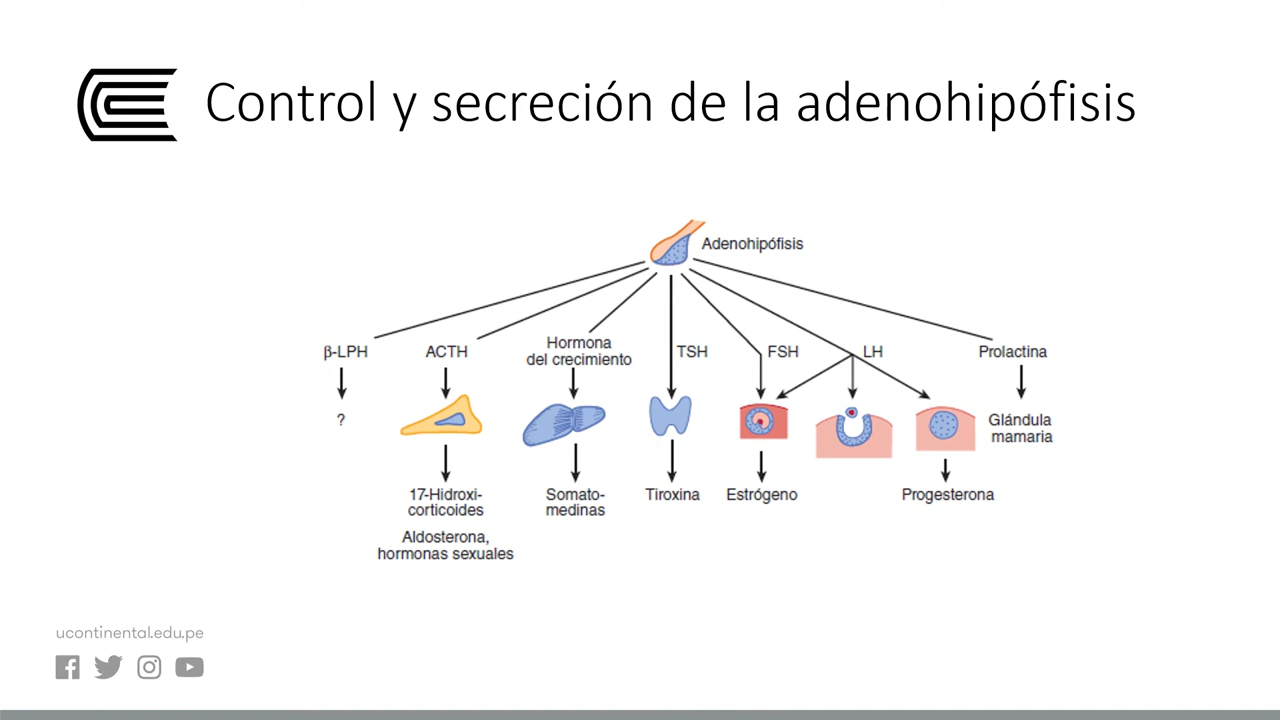 Control y secreción de la adenohipófisis
Adenohipófisis
β-LPH
ACTH
Hormona
del crecimiento
TSH
FSH
LH
Prolactina
?
Glándula
mamaria
17-Hidroxi-
corticoides
Aldosterona,
hormonas sexuales
Somato-
medinas
Tiroxina
Estrógeno
Progesterona
ucontinental.edu.pe